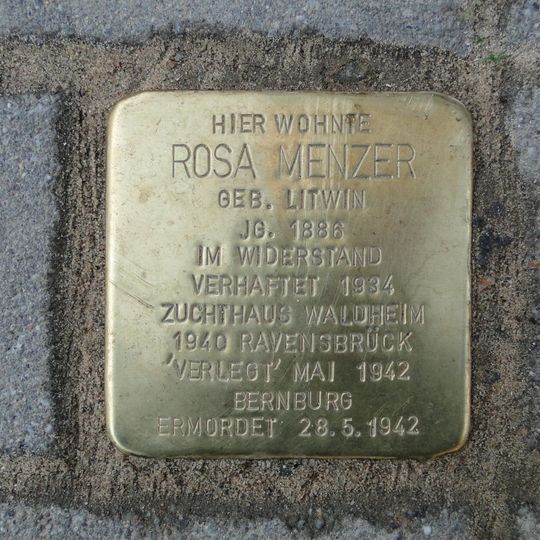 HIER WOHNTE
ROSA MENZER
GEB. LITWIN
JG. 1886
IM WIDERSTAND
VERHAFTET 1934
ZUCHTHAUS WALDHEIM
1940 RAVENSBRÜCK
'VERLEGT' MAI 1942
BERNBURG
ERMORDET 28.5.1942